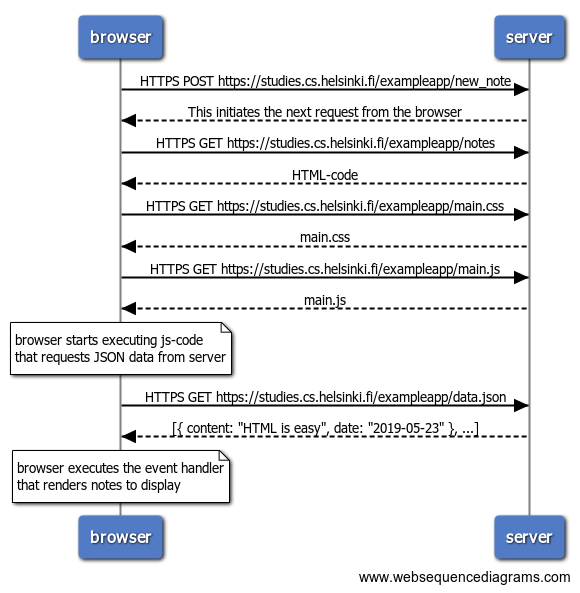 browser server
HTTPS POST https://studies.cs.helsinki.fi/exampleapp/new_note
This initiates the next request from the browser
HTTPS GET https://studies.cs.helsinki.fi/exampleapp/notes
HTML-code
HTTPS GET https://studies.cs.helsinki.fi/exampleapp/main.css
main.css
HTTPS GET https://studies.cs.helsinki.fi/exampleapp/main.js
main.js
browser starts executing js-code
that requests JSON data from server
HTTPS GET https://studies.cs.helsinki.fi/exampleapp/data.json
[{ content: "HTML is easy", date: "2019-05-23" }, ...]
browser executes the event handler
that renders notes to display
browser server
www.websequencediagrams.com